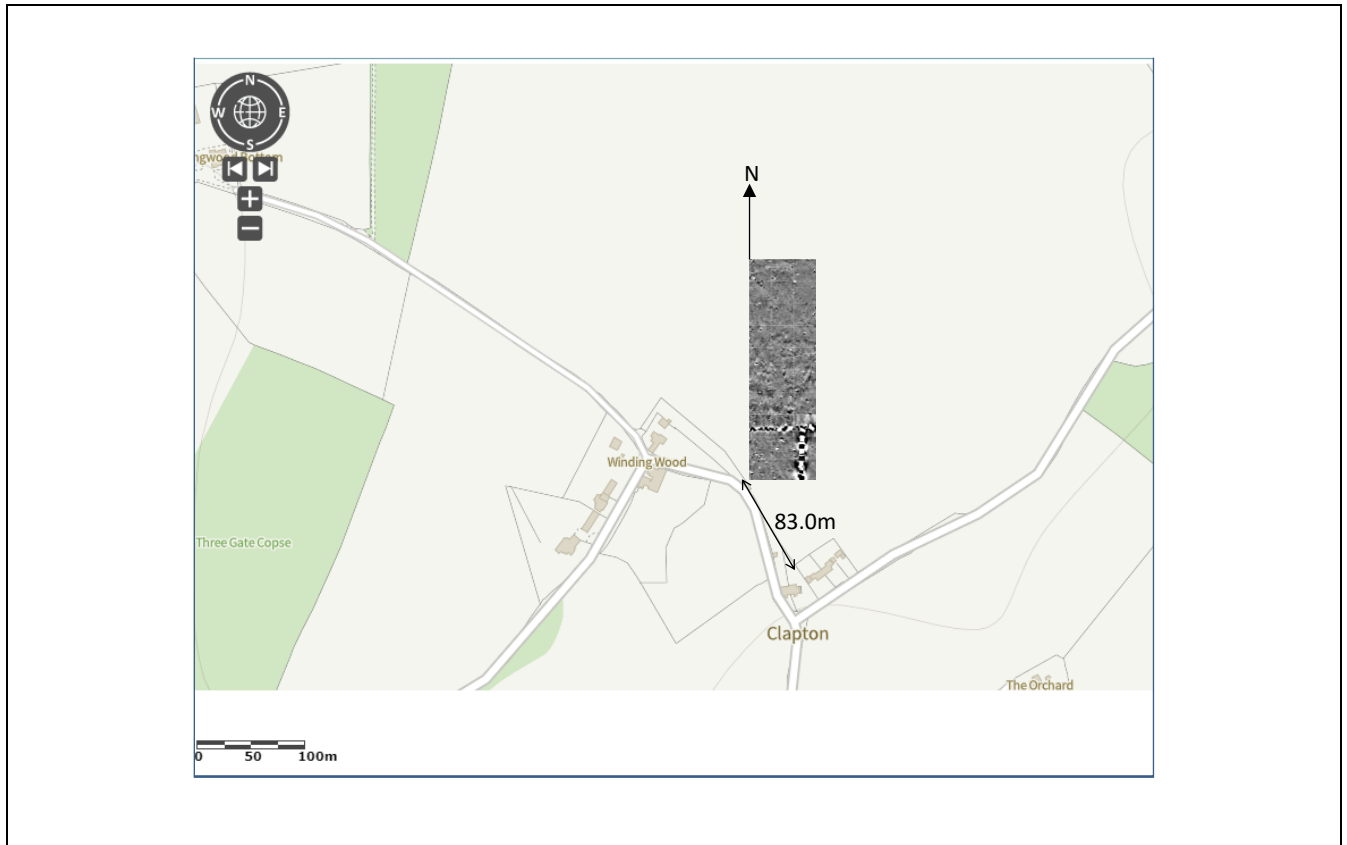 N
W E
S
N
Winding Wood
83.0m
Three Gate Copse
Clapton
The Orchard
0 50 100m